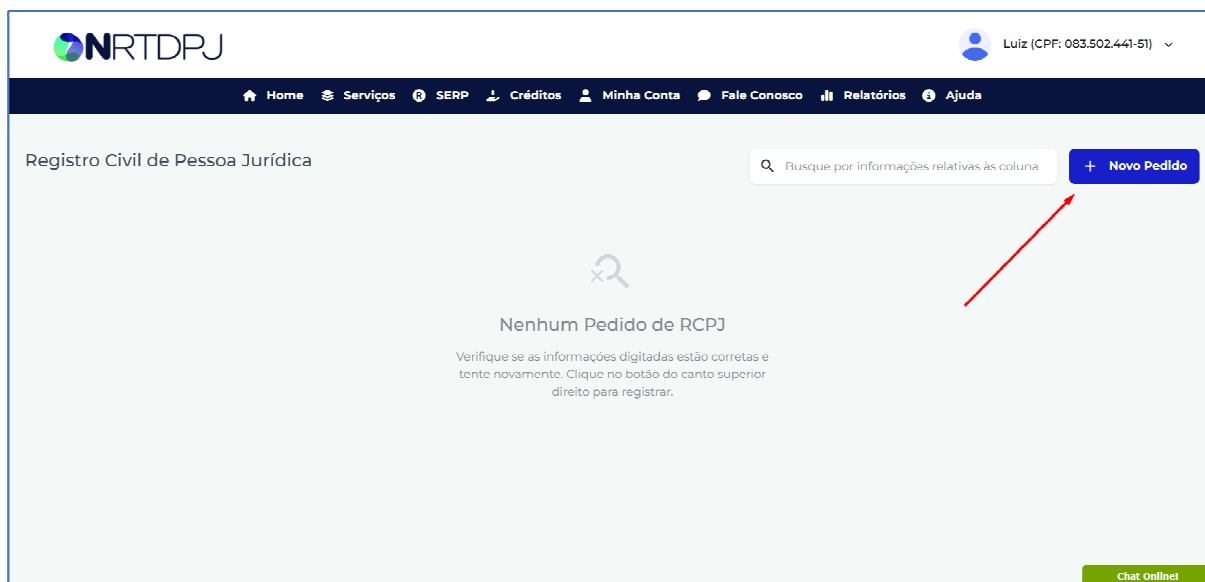 ONRTDPJ
Luiz (CPF: 083.502.441-51)
Home Serviços SERP Créditos Minha Conta Fale Conosco Relatórios Ajuda
Registro Civil de Pessoa Jurídica
Busque por informações relativas às coluna
+ Novo Pedido
Nenhum Pedido de RCPJ
Verifique se as informações digitadas estão corretas e
tente novamente. Clique no botão do canto superior
direito para registrar.
Chat Online!